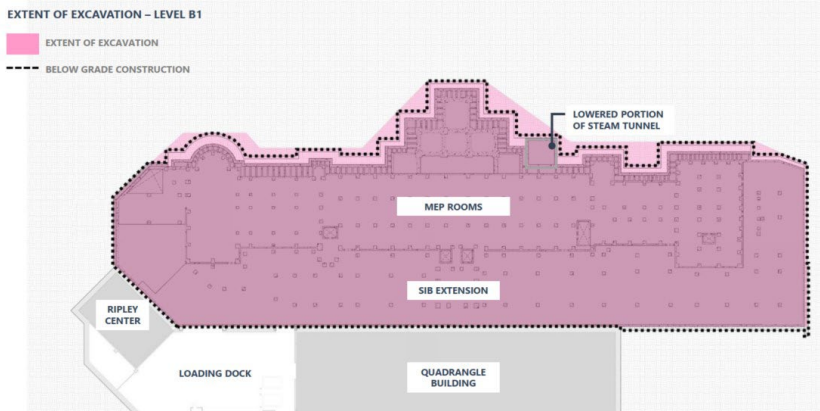 EXTENT OF EXCAVATION – LEVEL B1
EXTENT OF EXCAVATION
BELOW GRADE CONSTRUCTION
LOWERED PORTION
OF STEAM TUNNEL
MEP ROOMS
SIB EXTENSION
RIPLEY
CENTER
LOADING DOCK
QUADRANGLE
BUILDING